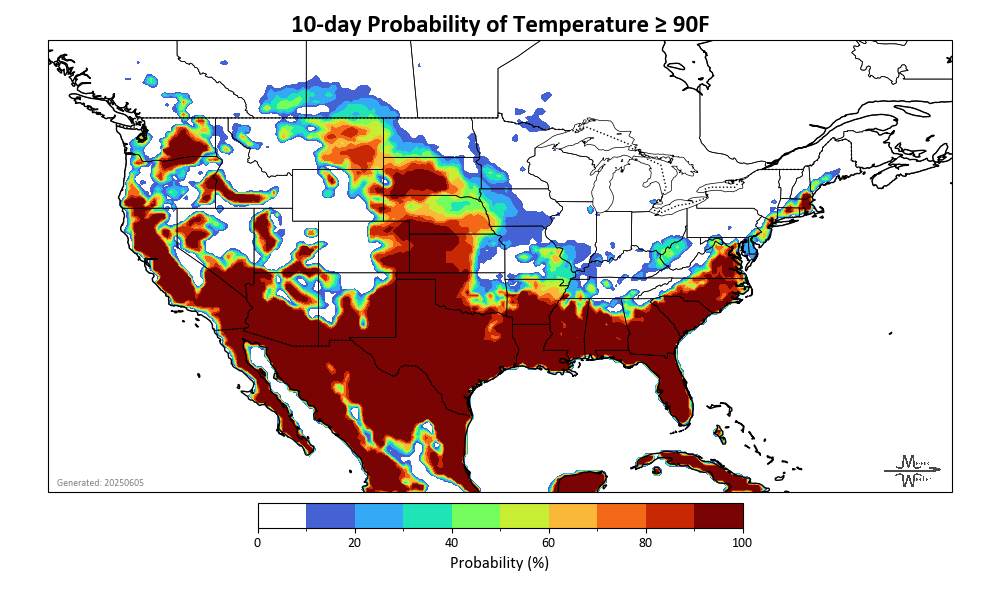 10-day Probability of Temperature ≥ 90F
Generated: 20250605
0 20 40 60 80 100
Probability (%)